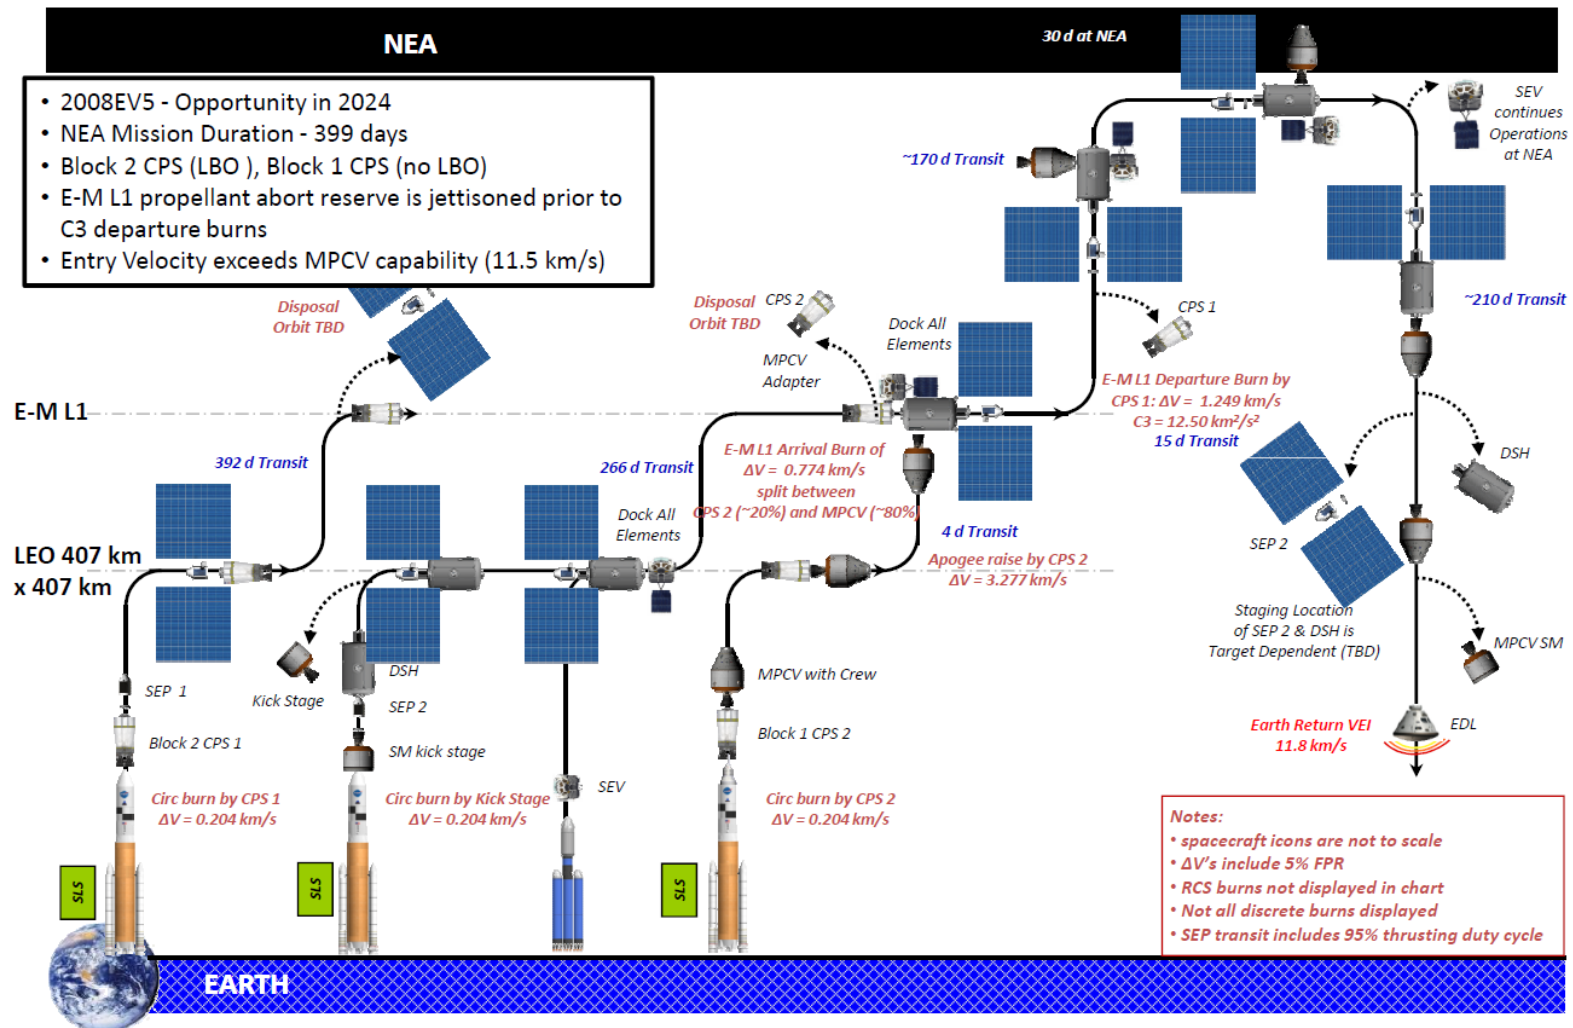 NEA
30 d at NEA
• 2008EV5 - Opportunity in 2024
• NEA Mission Duration - 399 days
• Block 2 CPS (LBO ), Block 1 CPS (no LBO)
• E-M L1 propellant abort reserve is jettisoned prior to
C3 departure burns
• Entry Velocity exceeds MPCV capability (11.5 km/s)
SEV
continues
Operations
at NEA
~170 d Transit
~210 d Transit
Disposal
Orbit TBD
Disposal
Orbit TBD
CPS 2
MPCV
Adapter
Dock All
Elements
CPS 1
E-M L1
E-M L1 Departure Burn by
CPS 1: ΔV = 1.249 km/s
C3 = 12.50 km²/s²
15 d Transit
392 d Transit
266 d Transit
E-M L1 Arrival Burn of
ΔV = 0.774 km/s
split between
CPS 2 (~20%) and MPCV (~80%)
DSH
SEP 2
Dock All
Elements
4 d Transit
LEO 407 km
x 407 km
Apogee raise by CPS 2
ΔV = 3.277 km/s
Staging Location
of SEP 2 & DSH is
Target Dependent (TBD)
MPCV SM
SEP 1
Kick Stage
DSH
SEP 2
MPCV with Crew
Block 2 CPS 1
SM kick stage
Block 1 CPS 2
Earth Return VEI
11.8 km/s
EDL
SEV
Circ burn by CPS 1
ΔV = 0.204 km/s
Circ burn by Kick Stage
ΔV = 0.204 km/s
Circ burn by CPS 2
ΔV = 0.204 km/s
SLS
SLS
SLS
Notes:
• spacecraft icons are not to scale
• ΔV's include 5% FPR
• RCS burns not displayed in chart
• Not all discrete burns displayed
• SEP transit includes 95% thrusting duty cycle
EARTH